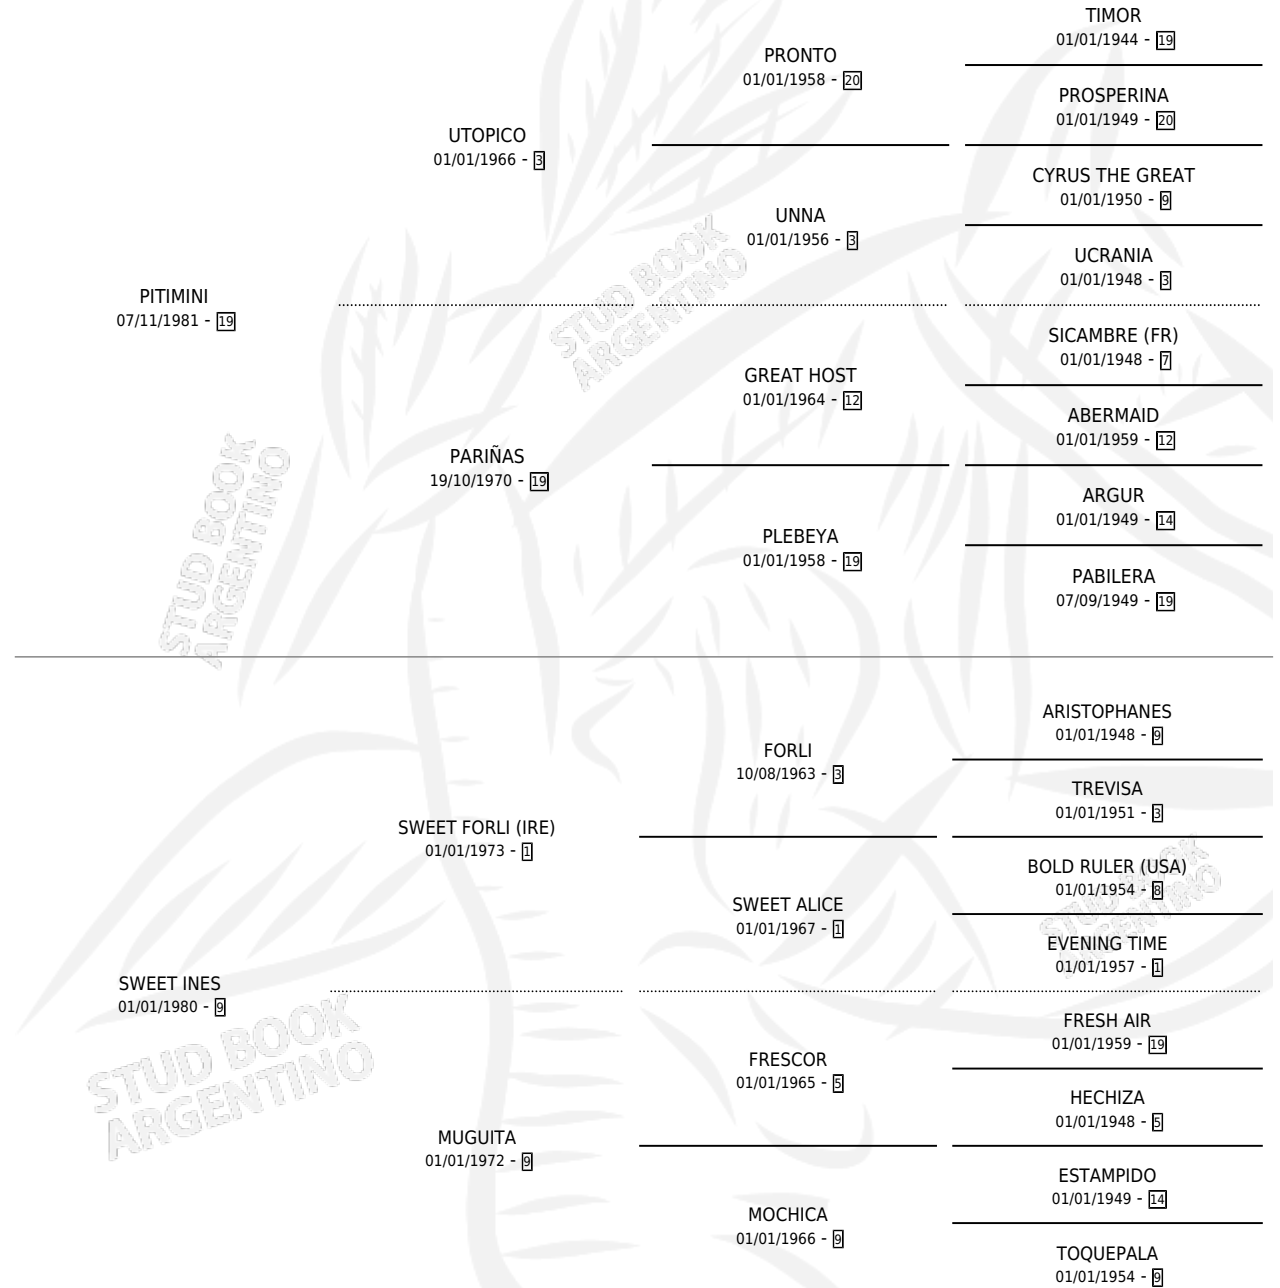 TIMOR
01/01/1944 - 19
PRONTO
01/01/1958 - 20
PROSPERINA
01/01/1949 - 20
UTOPICO
01/01/1966 - 3
CYRUS THE GREAT
01/01/1950 - 9
UNNA
01/01/1956 - 3
UCRANIA
01/01/1948 - 3
PITIMINI
07/11/1981 - 19
STUD BOOK
ARGENTINO
SICAMBRE (FR)
01/01/1948 - 7
GREAT HOST
01/01/1964 - 12
ABERMAID
01/01/1959 - 12
PARIÑAS
19/10/1970 - 19
ARGUR
01/01/1949 - 14
PLEBEYA
01/01/1958 - 19
PABILERA
07/09/1949 - 19
STUD BOOK
ARGENTINO
ARISTOPHANES
01/01/1948 - 9
FORLI
10/08/1963 - 3
TREVISA
01/01/1951 - 3
SWEET FORLI (IRE)
01/01/1973 - 1
BOLD RULER (USA)
01/01/1954 - 8
SWEET ALICE
01/01/1967 - 1
EVENING TIME
01/01/1957 - 1
STUD BOOK
ARGENTINO
SWEET INES
01/01/1980 - 9
FRESH AIR
01/01/1959 - 19
FRESCOR
01/01/1965 - 5
HECHIZA
01/01/1948 - 5
STUD BOOK
ARGENTINO
MUGUITA
01/01/1972 - 9
ESTAMPIDO
01/01/1949 - 14
MOCHICA
01/01/1966 - 9
TOQUEPALA
01/01/1954 - 9